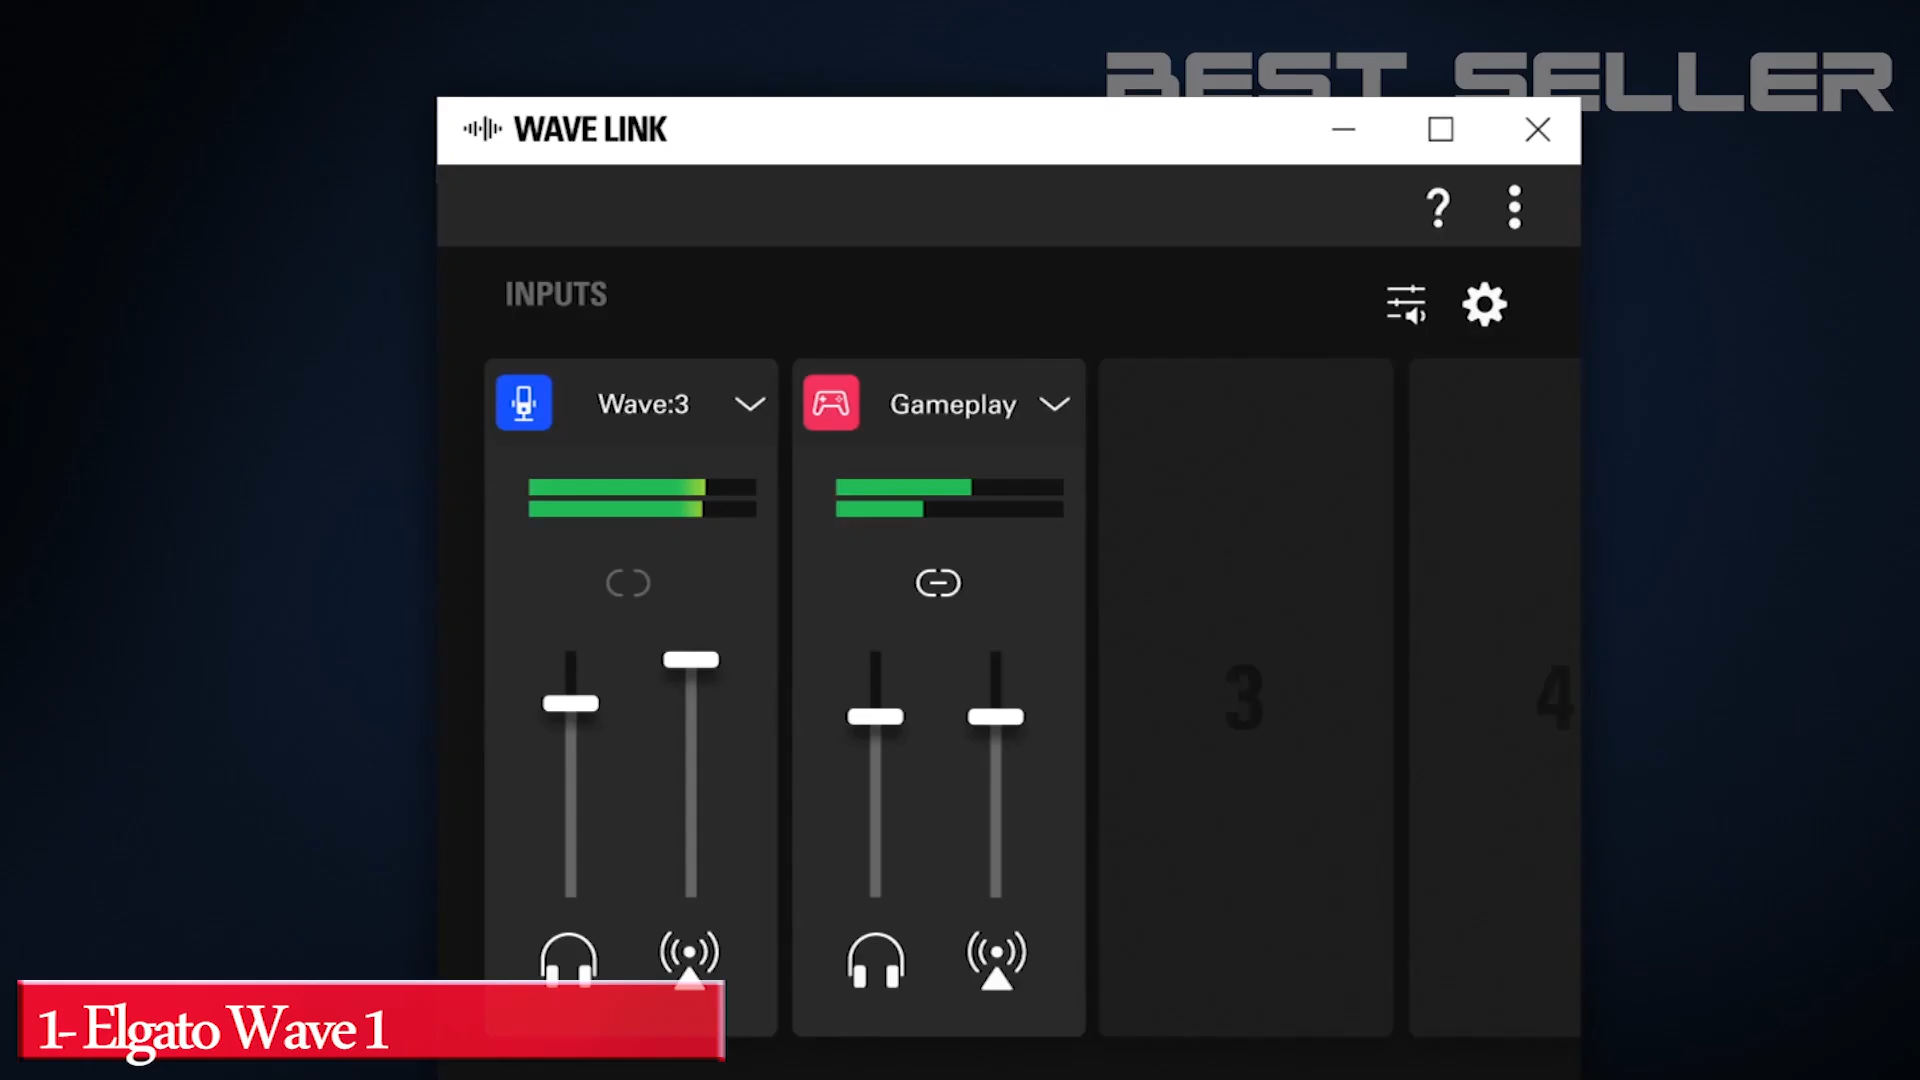 BEST SELLER
WAVE LINK
?
INPUTS
Wave:3
Gameplay
3
4
1- Elgato Wave 1